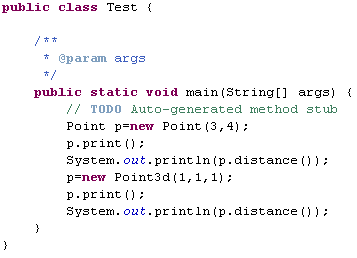 public class Test {
/**
* @param args
*/
public static void main(String[] args) {
// TODO Auto-generated method stub
Point p=new Point(3,4);
p.print();
System.out.println(p.distance());
p=new Point3d(1,1,1);
p.print();
System.out.println(p.distance());
}
}